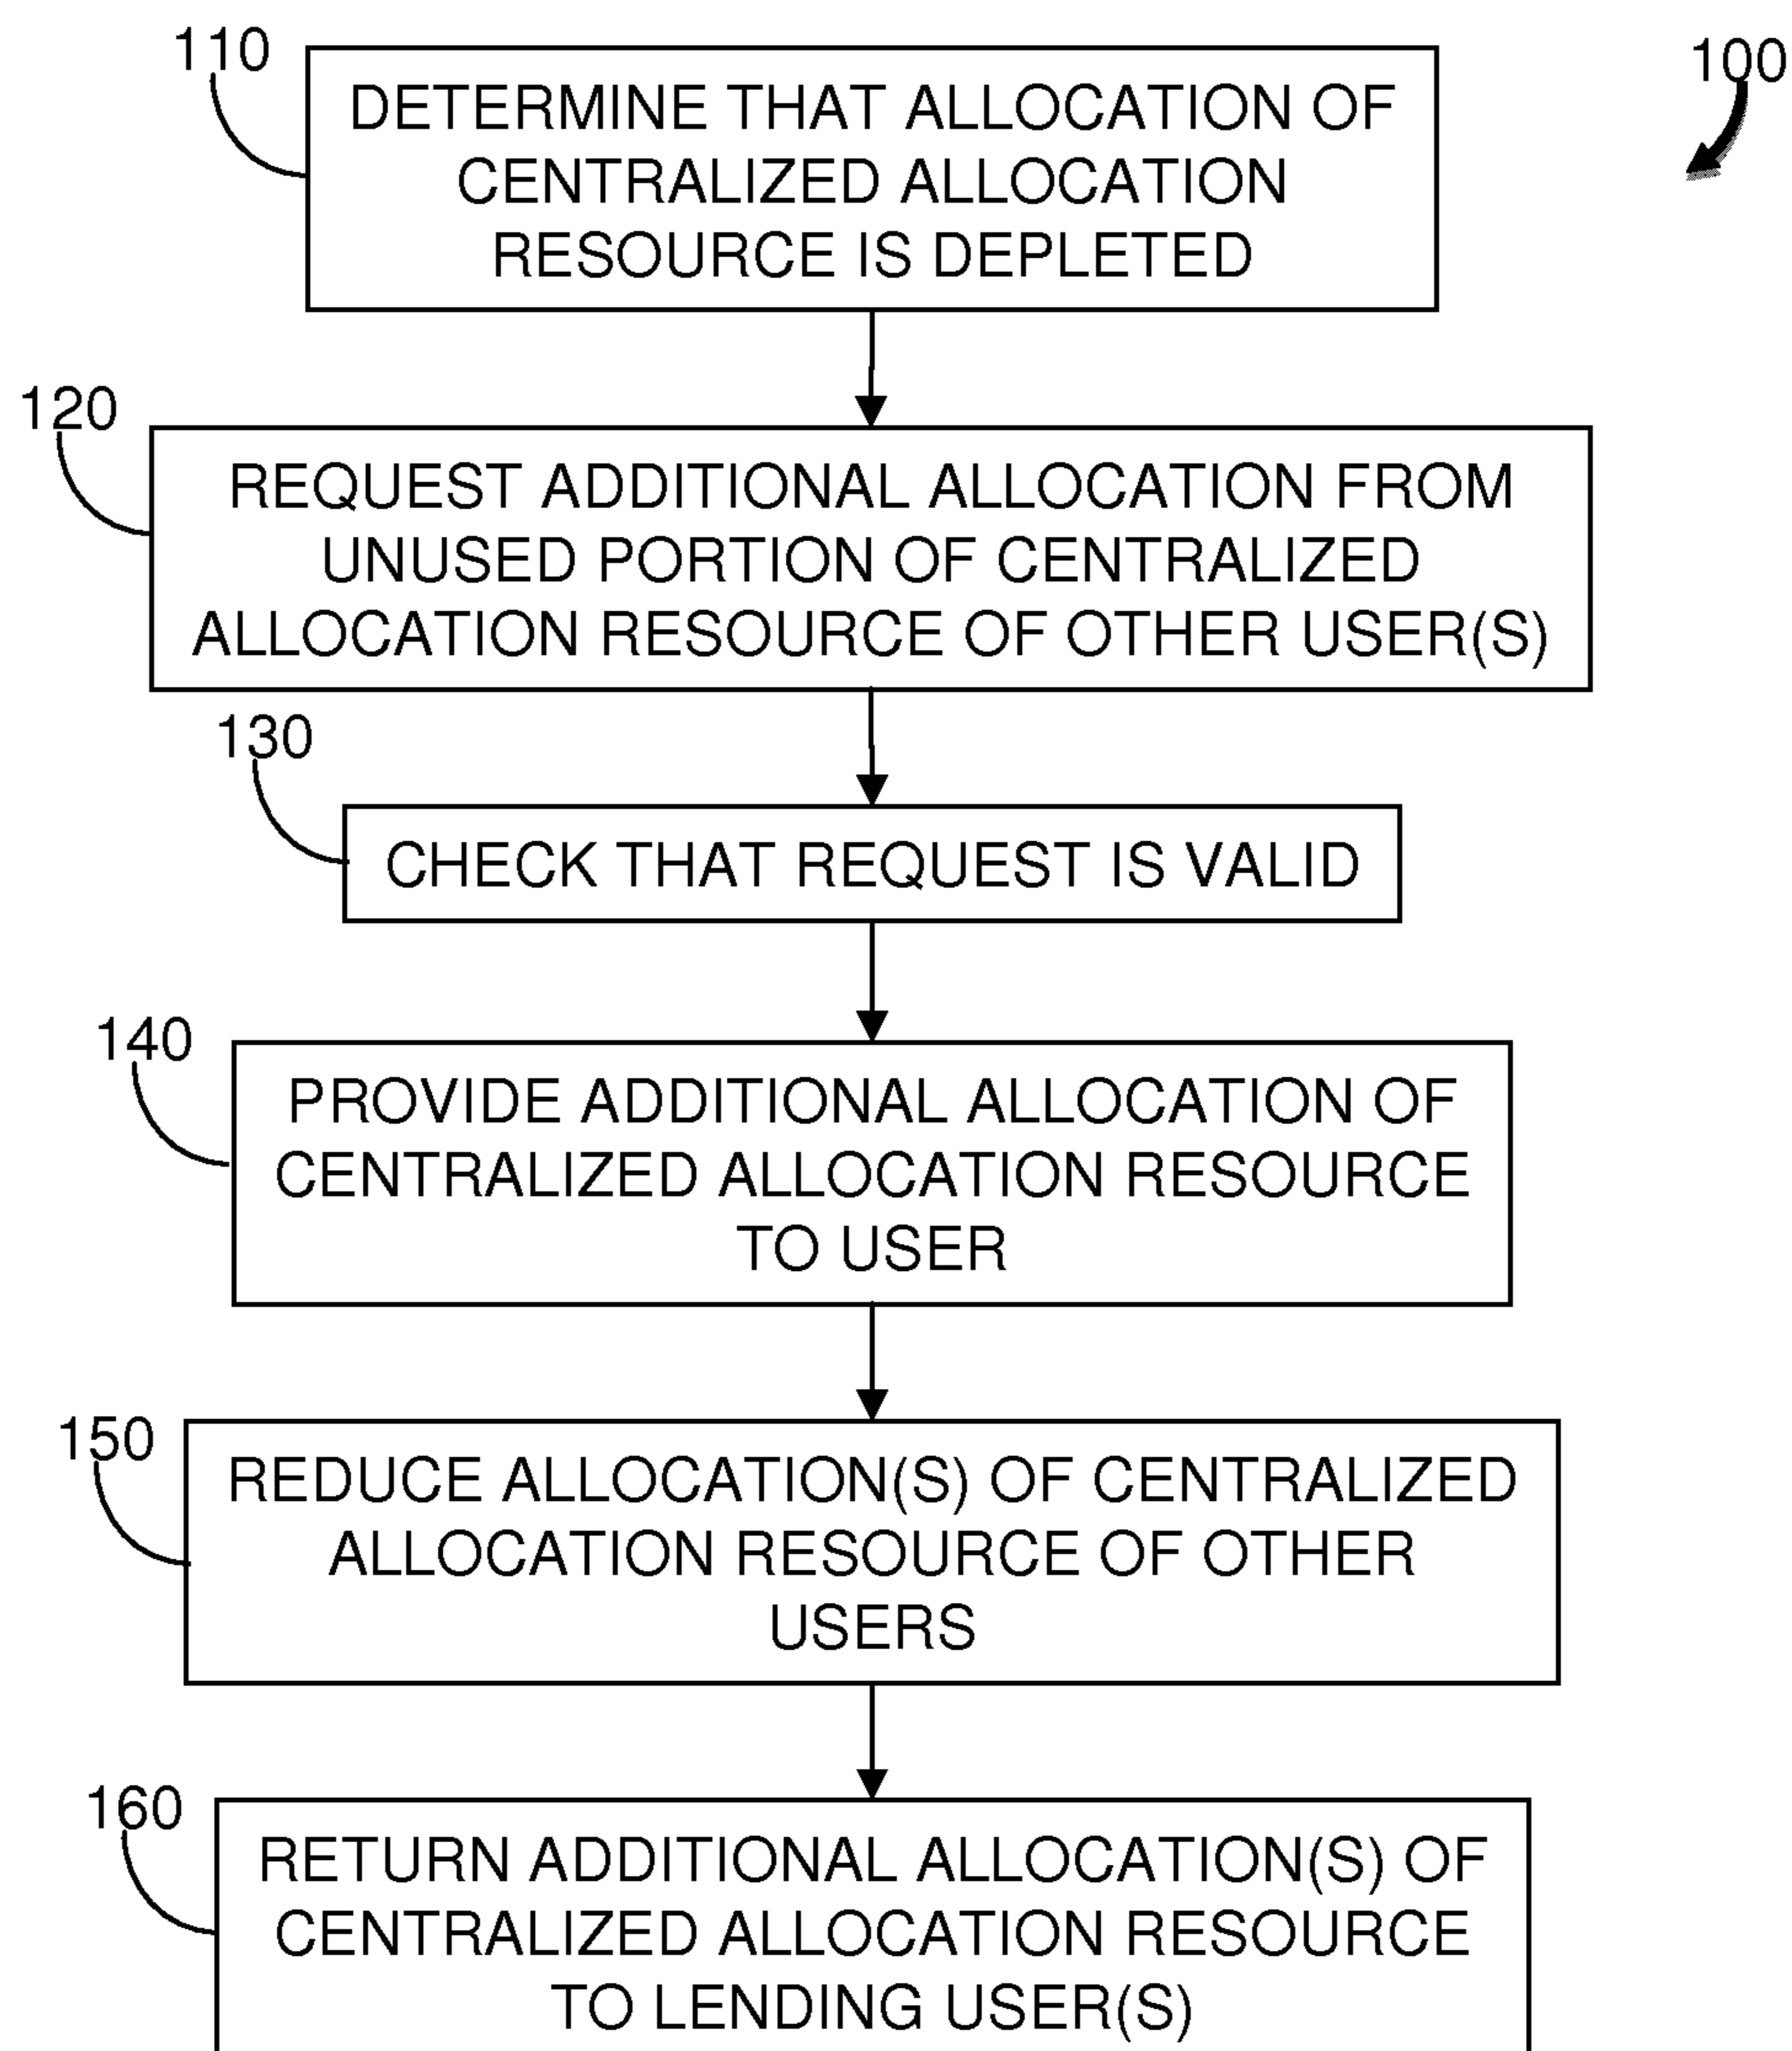 110
100
DETERMINE THAT ALLOCATION OF
CENTRALIZED ALLOCATION
RESOURCE IS DEPLETED
120
REQUEST ADDITIONAL ALLOCATION FROM
UNUSED PORTION OF CENTRALIZED
ALLOCATION RESOURCE OF OTHER USER(S)
130
CHECK THAT REQUEST IS VALID
140
PROVIDE ADDITIONAL ALLOCATION OF
CENTRALIZED ALLOCATION RESOURCE
TO USER
150
REDUCE ALLOCATION(S) OF CENTRALIZED
ALLOCATION RESOURCE OF OTHER
USERS
160
RETURN ADDITIONAL ALLOCATION(S) OF
CENTRALIZED ALLOCATION RESOURCE
TO LENDING USER(S)